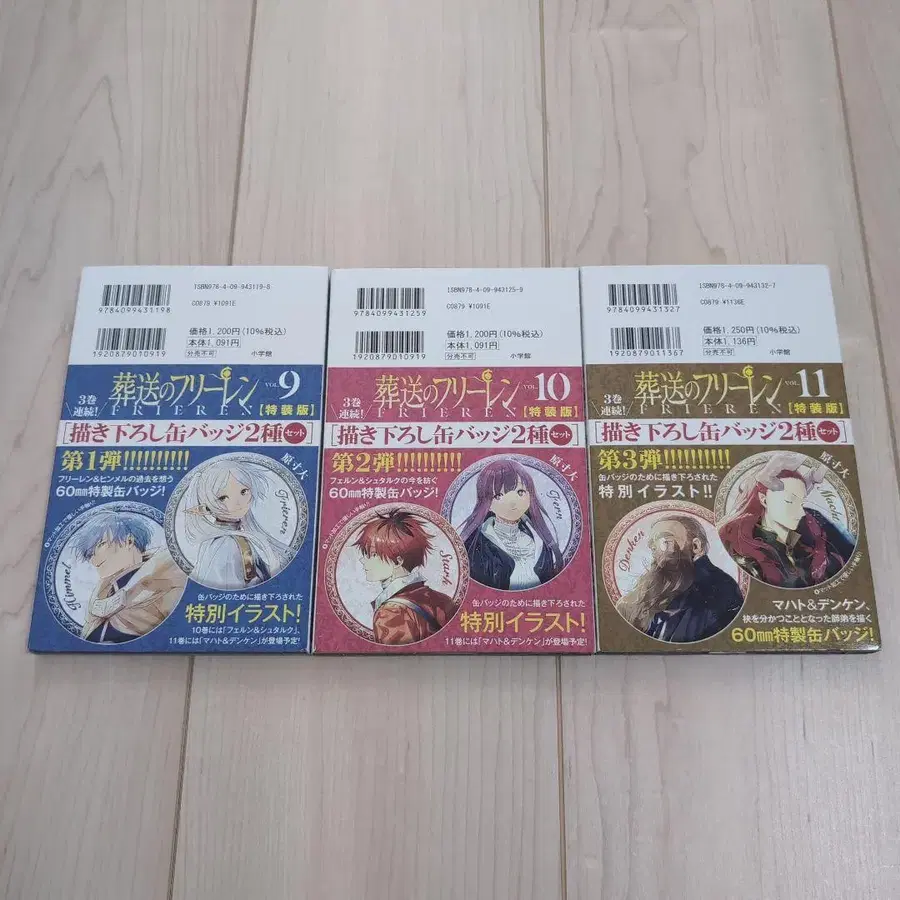 ISBN978-4-09-943119-8
9784099431198
C0879 ¥1091E
価格1,200円(10%税込)
本体1,091円
1920879010919
分売不可
小学館
3巻連続!
葬送のフリーレン
FRIEREN
VOL.9
【特装版】
[描き下ろし缶バッジ2種セット]
第1弾!!!!!!!!!!
フリーレン&ヒンメルの過去を想う
60mm特製缶バッジ!
原寸大
Frieren
Himmel
缶バッジのために描き下ろされた
特別イラスト!
10巻には「フェルン&シュタルク」、
11巻には「マハト&デンケン」が登場予定!
ISBN978-4-09-943125-9
9784099431259
C0879 ¥1091E
価格1,200円(10%税込)
本体1,091円
1920879010919
分売不可
小学館
3巻連続!
葬送のフリーレン
FRIEREN
VOL.10
【特装版】
[描き下ろし缶バッジ2種セット]
第2弾!!!!!!!!!!
フェルン&シュタルクの今を紡ぐ
60mm特製缶バッジ!
原寸大
Fern
Stark
缶バッジのために描き下ろされた
特別イラスト!
11巻には「マハト&デンケン」が登場予定!
ISBN978-4-09-943132-7
9784099431327
C0879 ¥1136E
価格1,250円(10%税込)
本体1,136円
1920879011367
分売不可
小学館
3巻連続!
葬送のフリーレン
FRIEREN
VOL.11
【特装版】
[描き下ろし缶バッジ2種セット]
第3弾!!!!!!!!!!
缶バッジのために描き下ろされた
特別イラスト!!
原寸大
Macht
Denken
マハト&デンケン、
袂を分かつこととなった師弟を描く
60mm特製缶バッジ!